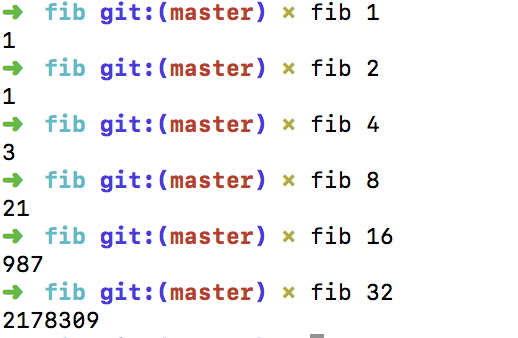 ➜ fib git:(master) × fib 1
1
➜ fib git:(master) × fib 2
1
➜ fib git:(master) × fib 4
3
➜ fib git:(master) × fib 8
21
➜ fib git:(master) × fib 16
987
➜ fib git:(master) × fib 32
2178309